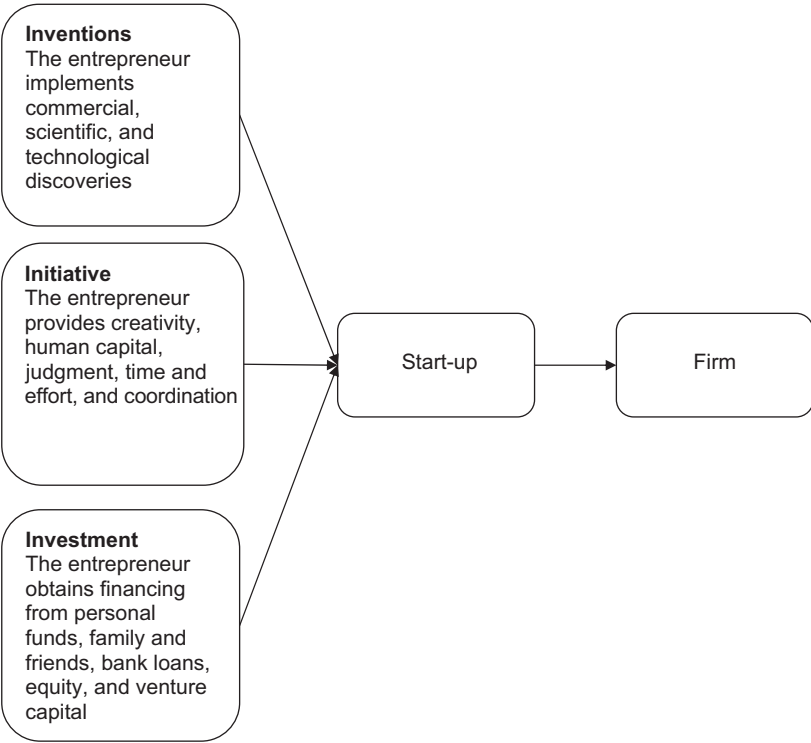 Inventions
The entrepreneur
implements
commercial,
scientific, and
technological
discoveries
Initiative
The entrepreneur
provides creativity,
human capital,
judgment, time and
effort, and coordination
Start-up
Firm
Investment
The entrepreneur
obtains financing
from personal
funds, family and
friends, bank loans,
equity, and venture
capital